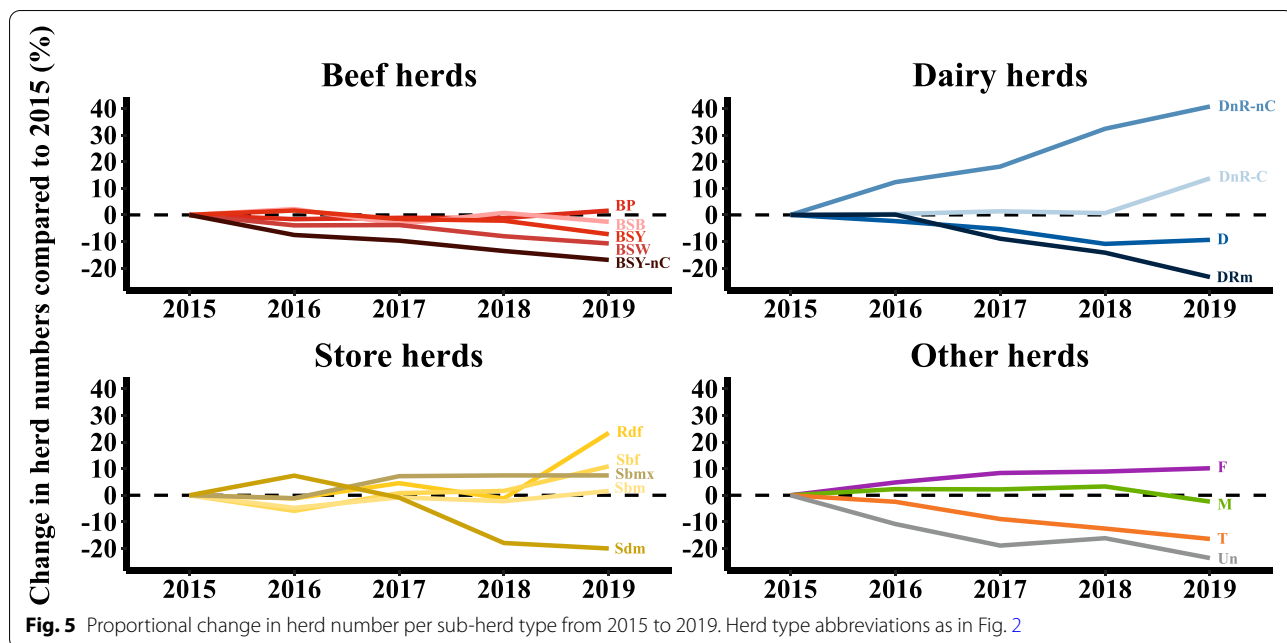 Change in herd numbers compared to 2015 (%)
Beef herds
40
30
20
10
0
-10
-20
BP
BSB
BSY
BSW
BSY-nC
2015 2016 2017 2018 2019
Dairy herds
40
30
20
10
0
-10
-20
DnR-nC
DnR-C
D
DRm
2015 2016 2017 2018 2019
Store herds
40
30
20
10
0
-10
-20
Rdf
Sbf
Sbmx
Sbm
Sdm
2015 2016 2017 2018 2019
Other herds
40
30
20
10
0
-10
-20
F
M
T
Un
2015 2016 2017 2018 2019
Fig. 5 Proportional change in herd number per sub-herd type from 2015 to 2019. Herd type abbreviations as in Fig. 2